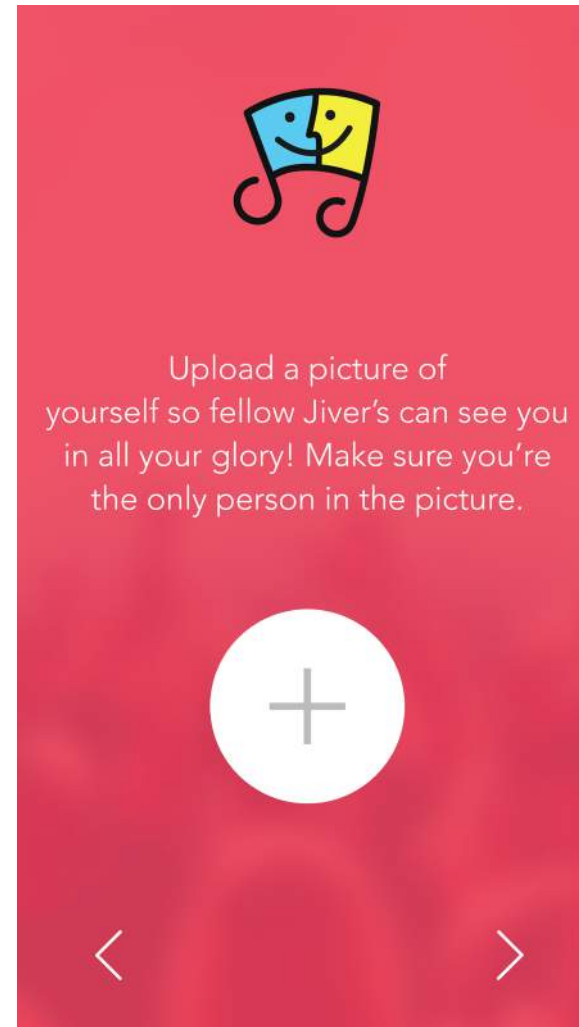 Upload a picture of
yourself so fellow Jiver’s can see you
in all your glory! Make sure you’re
the only person in the picture.